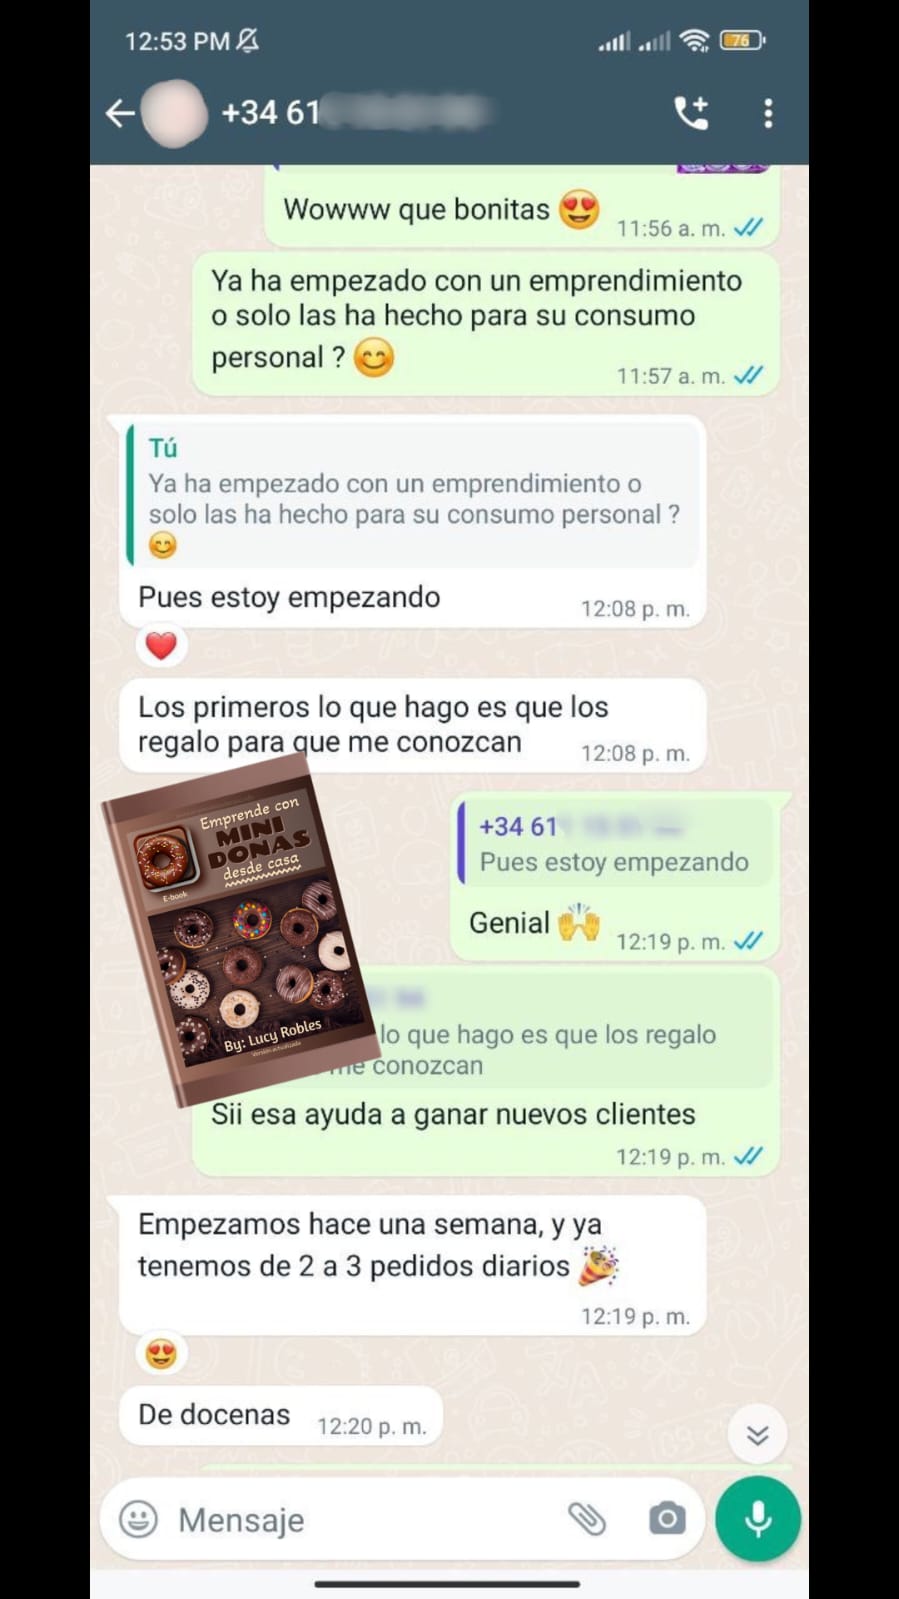 12:53 PM
76
+34 61
Wowww que bonitas 😍
11:56 a. m.
Ya ha empezado con un emprendimiento
o solo las ha hecho para su consumo
personal ? 😊
11:57 a. m.
Tú
Ya ha empezado con un emprendimiento o
solo las ha hecho para su consumo personal ?
😊
Pues estoy empezando
12:08 p. m.
❤️
Los primeros lo que hago es que los
regalo para que me conozcan
12:08 p. m.
Emprende con
MINI
DONAS
desde casa
E-book
By: Lucy Robles
Versión actualizada
+34 61
Pues estoy empezando
Genial 🙌
12:19 p. m.
lo que hago es que los regalo
me conozcan
Sii esa ayuda a ganar nuevos clientes
12:19 p. m.
Empezamos hace una semana, y ya
tenemos de 2 a 3 pedidos diarios 🎉
12:19 p. m.
😍
De docenas
12:20 p. m.
Mensaje